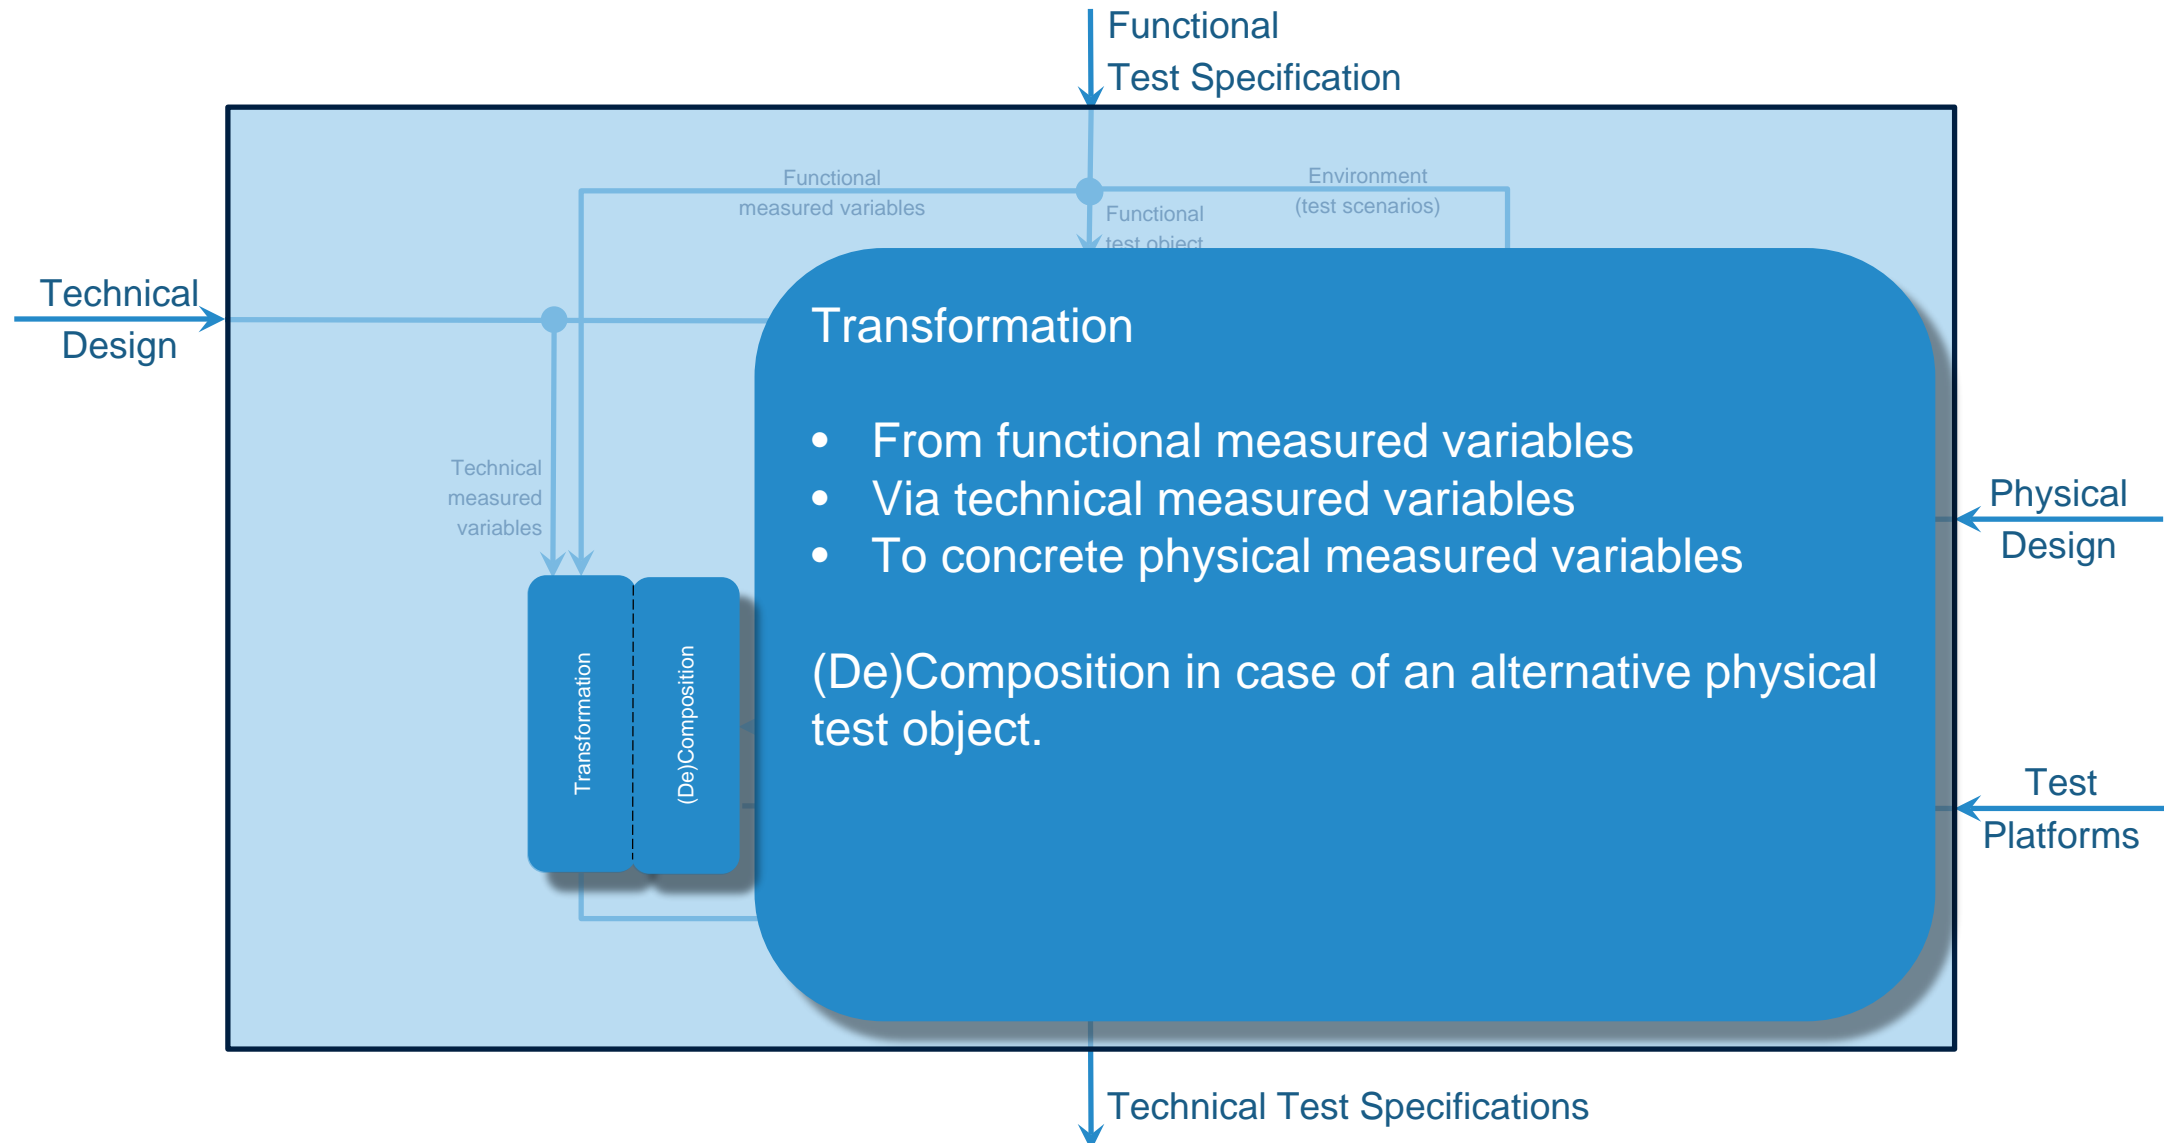 Functional
Test Specification
Functional
measured variables
Environment
(test scenarios)
Functional
test object
Technical
Design
Transformation
• From functional measured variables
• Via technical measured variables
• To concrete physical measured variables
(De)Composition in case of an alternative physical
test object.
Technical
measured
variables
Transformation
(De)Composition
Physical
Design
Test
Platforms
Technical Test Specifications